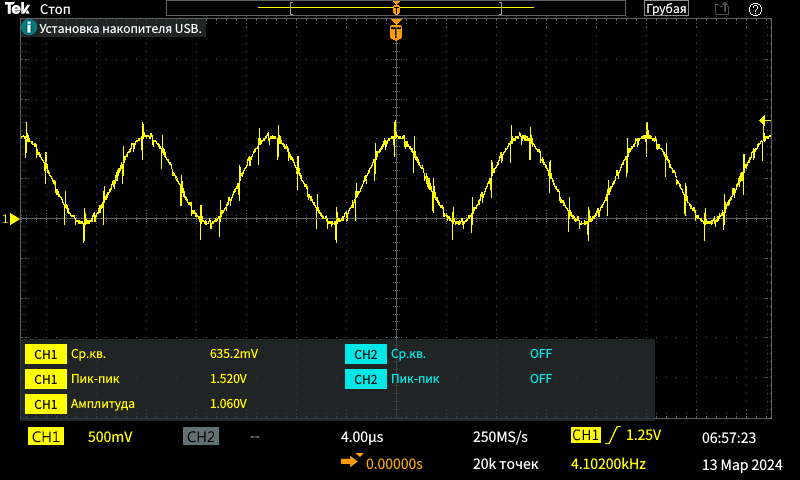 Tek Стоп Грубая
T
i Установка накопителя USB.
T
1
CH1 Ср.кв. 635.2mV CH2 Ср.кв. OFF
CH1 Пик-пик 1.520V CH2 Пик-пик OFF
CH1 Амплитуда 1.060V
CH1 500mV CH2 -- 4.00µs 250MS/s CH1 1.25V 06:57:23
0.00000s 20k точек 4.10200kHz 13 Мар 2024